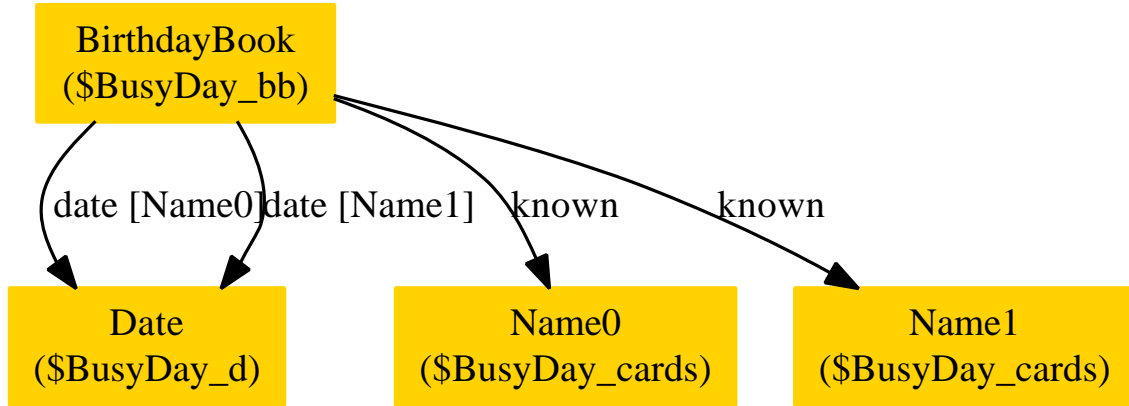 BirthdayBook
($BusyDay_bb)
date [Name0]
date [Name1]
known
known
Date
($BusyDay_d)
Name0
($BusyDay_cards)
Name1
($BusyDay_cards)